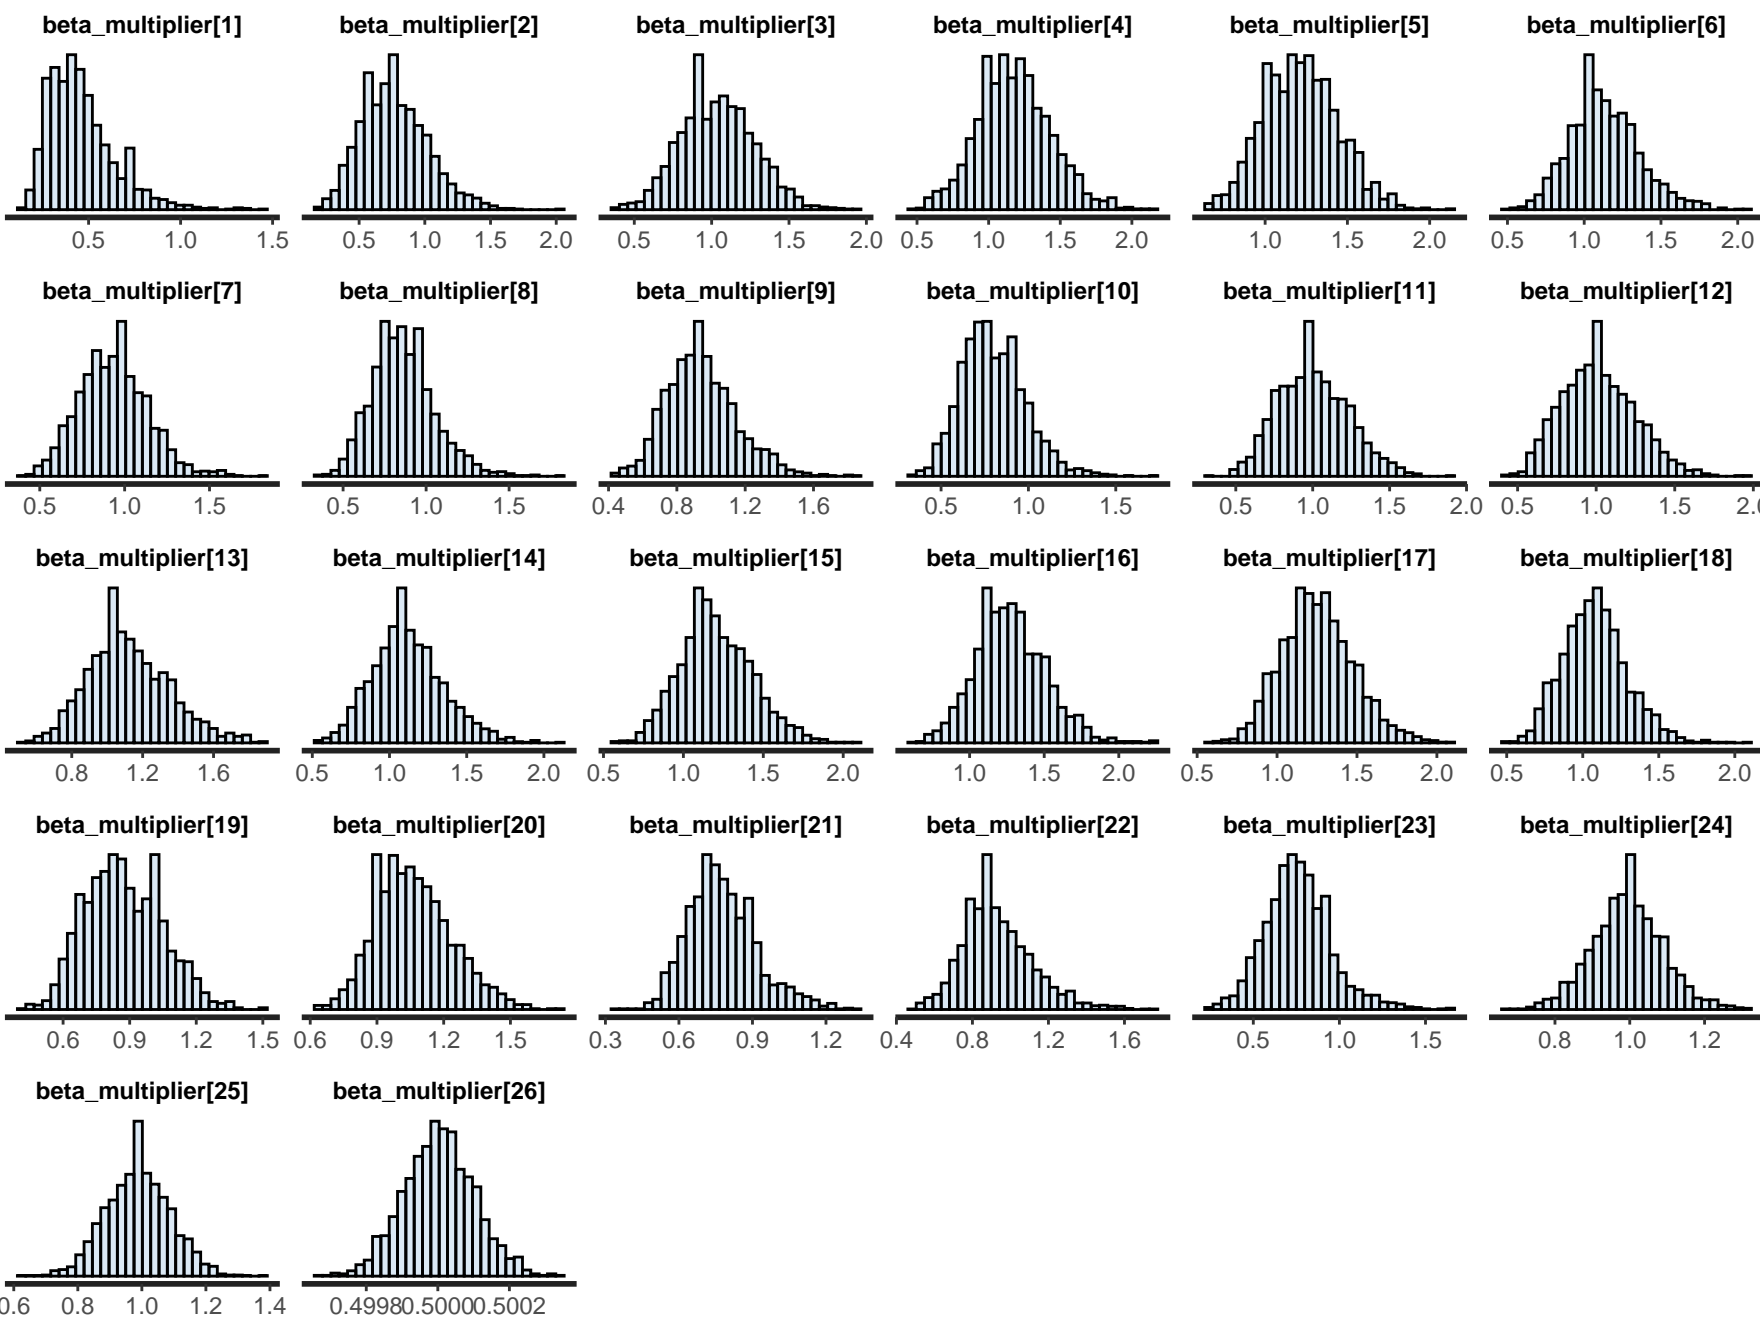 beta_multiplier[1] beta_multiplier[2] beta_multiplier[3] beta_multiplier[4] beta_multiplier[5] beta_multiplier[6]
0.5 1.0 1.5 0.5 1.0 1.5 2.0 0.5 1.0 1.5 2.0 0.5 1.0 1.5 2.0 1.0 1.5 2.0 0.5 1.0 1.5 2.0
beta_multiplier[7] beta_multiplier[8] beta_multiplier[9] beta_multiplier[10] beta_multiplier[11] beta_multiplier[12]
0.5 1.0 1.5 0.5 1.0 1.5 0.4 0.8 1.2 1.6 0.5 1.0 1.5 0.5 1.0 1.5 2.0 0.5 1.0 1.5 2.0
beta_multiplier[13] beta_multiplier[14] beta_multiplier[15] beta_multiplier[16] beta_multiplier[17] beta_multiplier[18]
0.8 1.2 1.6 0.5 1.0 1.5 2.0 0.5 1.0 1.5 2.0 1.0 1.5 2.0 0.5 1.0 1.5 2.0 0.5 1.0 1.5 2.0
beta_multiplier[19] beta_multiplier[20] beta_multiplier[21] beta_multiplier[22] beta_multiplier[23] beta_multiplier[24]
0.6 0.9 1.2 1.5 0.6 0.9 1.2 1.5 0.3 0.6 0.9 1.2 0.4 0.8 1.2 1.6 0.5 1.0 1.5 0.8 1.0 1.2
beta_multiplier[25] beta_multiplier[26]
0.6 0.8 1.0 1.2 1.4 0.4998 0.5000 0.5002